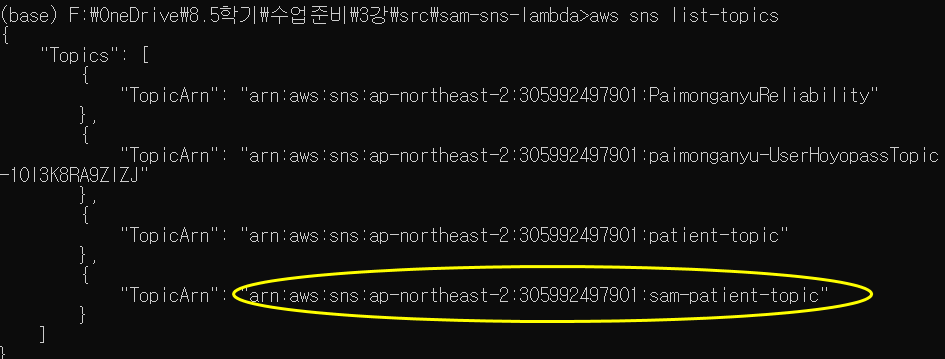 (base) F:\OneDrive\8.5학기\수업준비\3강\src\sam-sns-lambda>aws sns list-topics
{
    "Topics": [
        {
            "TopicArn": "arn:aws:sns:ap-northeast-2:305992497901:PaimonganyuReliability"
        },
        {
            "TopicArn": "arn:aws:sns:ap-northeast-2:305992497901:paimonganyu-UserHoyopassTopic
-10I3K8RA9ZIZJ"
        },
        {
            "TopicArn": "arn:aws:sns:ap-northeast-2:305992497901:patient-topic"
        },
        {
            "TopicArn": "arn:aws:sns:ap-northeast-2:305992497901:sam-patient-topic"
        }
    ]
}